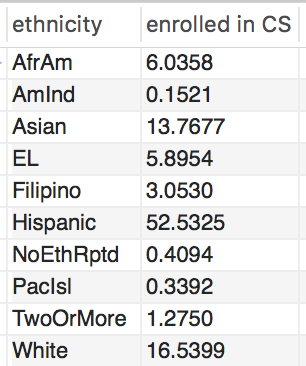 ethnicity enrolled in CS
AfrAm 6.0358
AmInd 0.1521
Asian 13.7677
EL 5.8954
Filipino 3.0530
Hispanic 52.5325
NoEthRptd 0.4094
PacIsl 0.3392
TwoOrMore 1.2750
White 16.5399